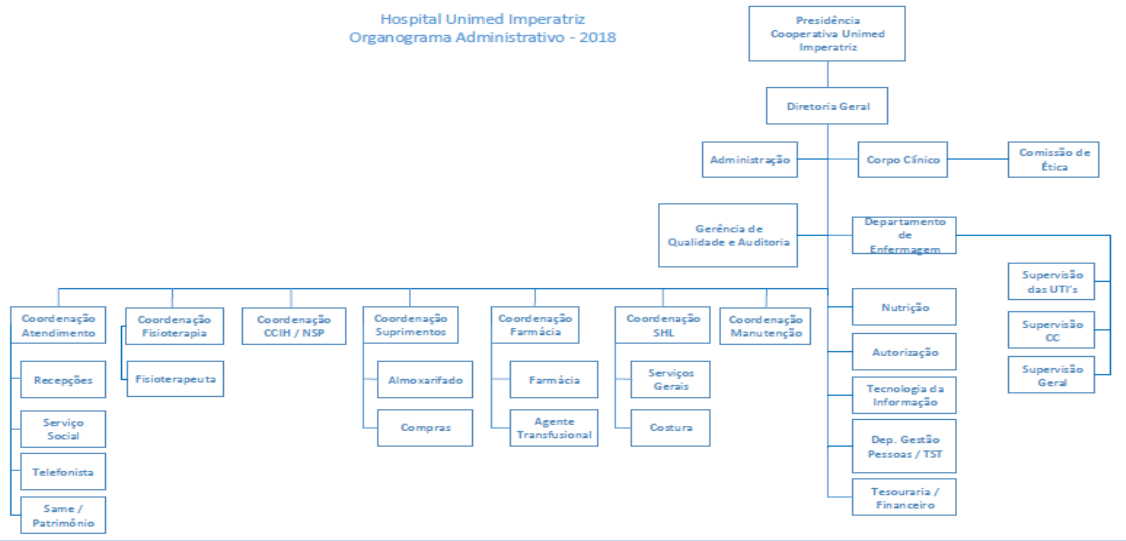 Hospital Unimed Imperatriz
Organograma Administrativo - 2018
Presidência
Cooperativa Unimed
Imperatriz
Diretoria Geral
Administração
Corpo Clínico
Comissão de
Ética
Gerência de
Qualidade e Auditoria
Departamento
de
Enfermagem
Supervisão
das UTI's
Supervisão
CC
Supervisão
Geral
Coordenação
Atendimento
Coordenação
Fisioterapia
Coordenação
CCIH / NSP
Coordenação
Suprimentos
Coordenação
Farmácia
Coordenação
SHL
Coordenação
Manutenção
Nutrição
Autorização
Tecnologia da
Informação
Dep. Gestão
Pessoas / TST
Tesouraria /
Financeiro
Recepções
Serviço
Social
Telefonista
Same /
Patrimônio
Fisioterapeuta
Almoxarifado
Compras
Farmácia
Agente
Transfusional
Serviços
Gerais
Costura